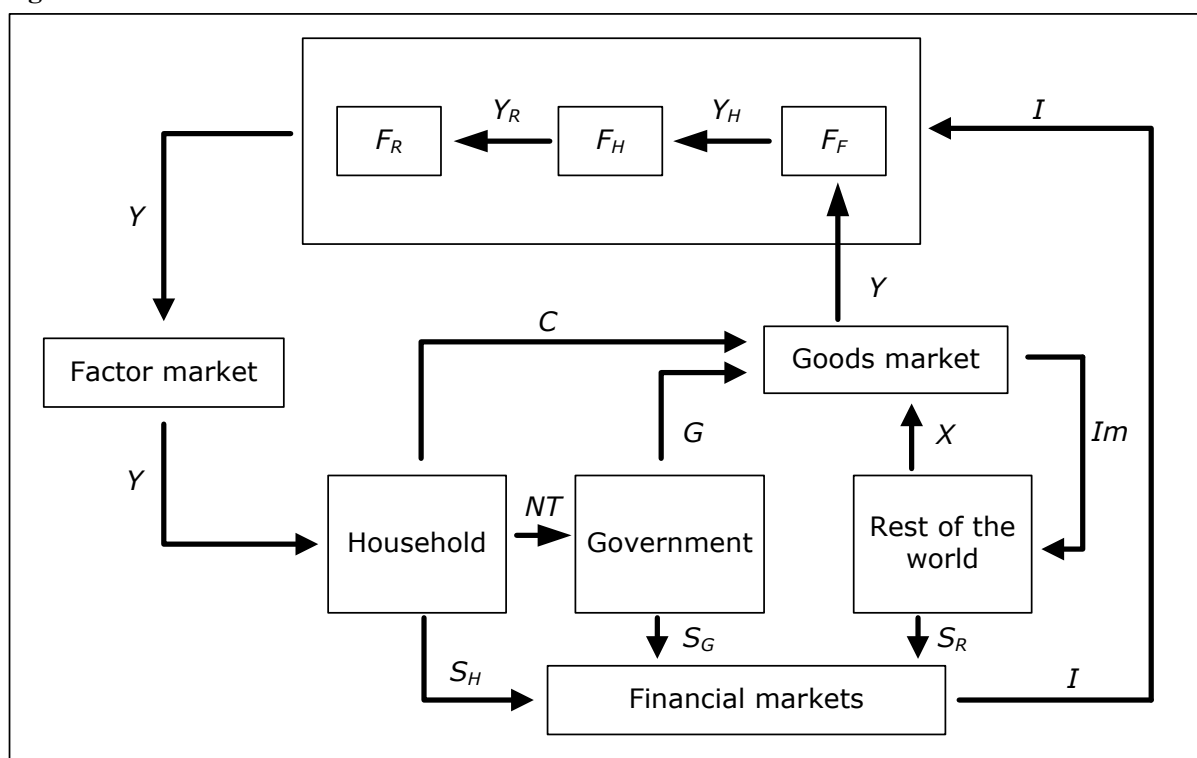 Y_R
Y_H
I
F_R
F_H
F_F
Y
Y
C
Goods market
Factor market
G
X
Im
Y
NT
Household
Government
Rest of the
world
S_H
S_G
S_R
Financial markets
I